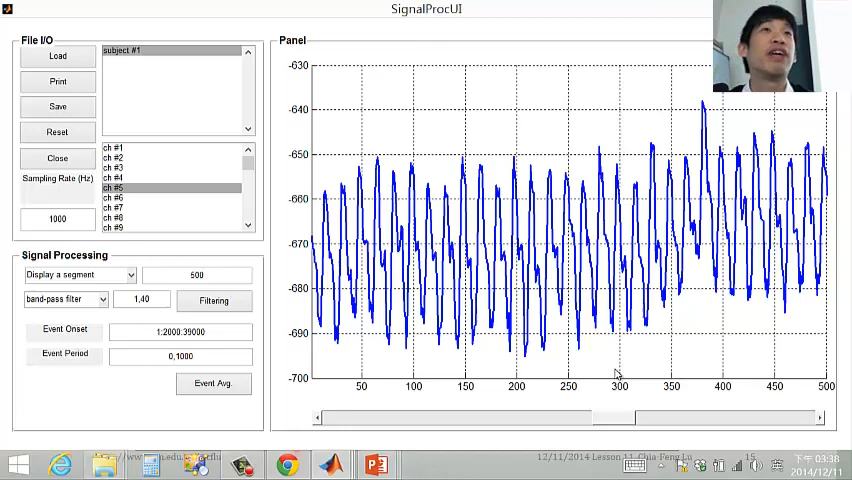 SignalProcUI
File I/O
Load
Print
Save
Reset
Close
Sampling Rate (Hz)
1000
subject #1
ch #1
ch #2
ch #3
ch #4
ch #5
ch #6
ch #7
ch #8
ch #9
Signal Processing
Display a segment
500
band-pass filter
1,40
Filtering
Event Onset
1:2000:39000
Event Period
0,1000
Event Avg.
Panel
-630
-640
-650
-660
-670
-680
-690
-700
50
100
150
200
250
300
350
400
450
500
12/11/2014 Lesson 11, Chia-Feng Lu
15
英
下午 03:38
2014/12/11